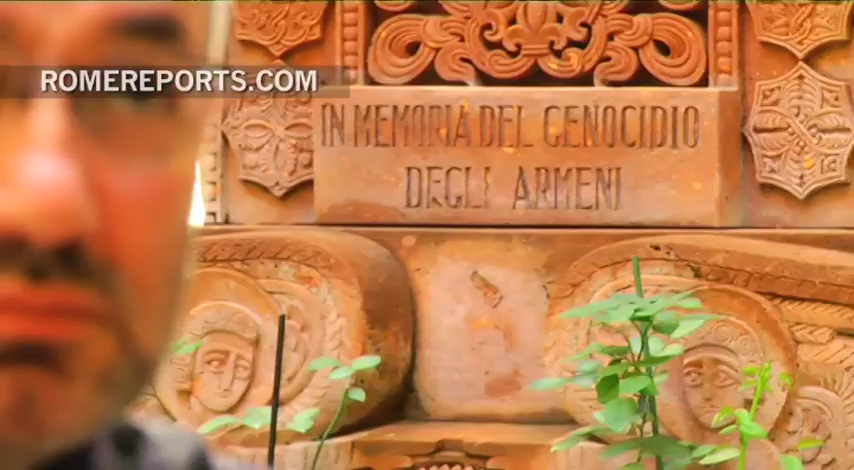 ROMEREPORTS.COM
IN MEMORIA DEL GENOCIDIO
DEGLI ARMENI